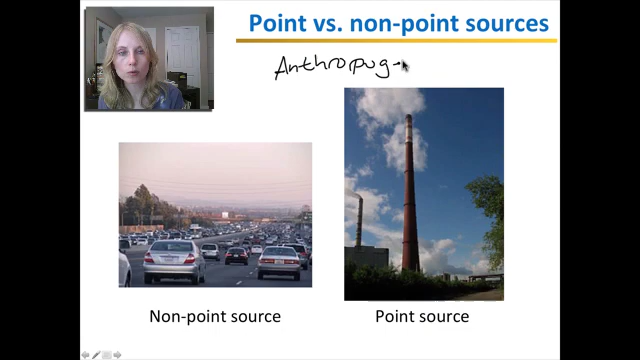 Point vs. non-point sources
Anthropog-
Non-point source
Point source